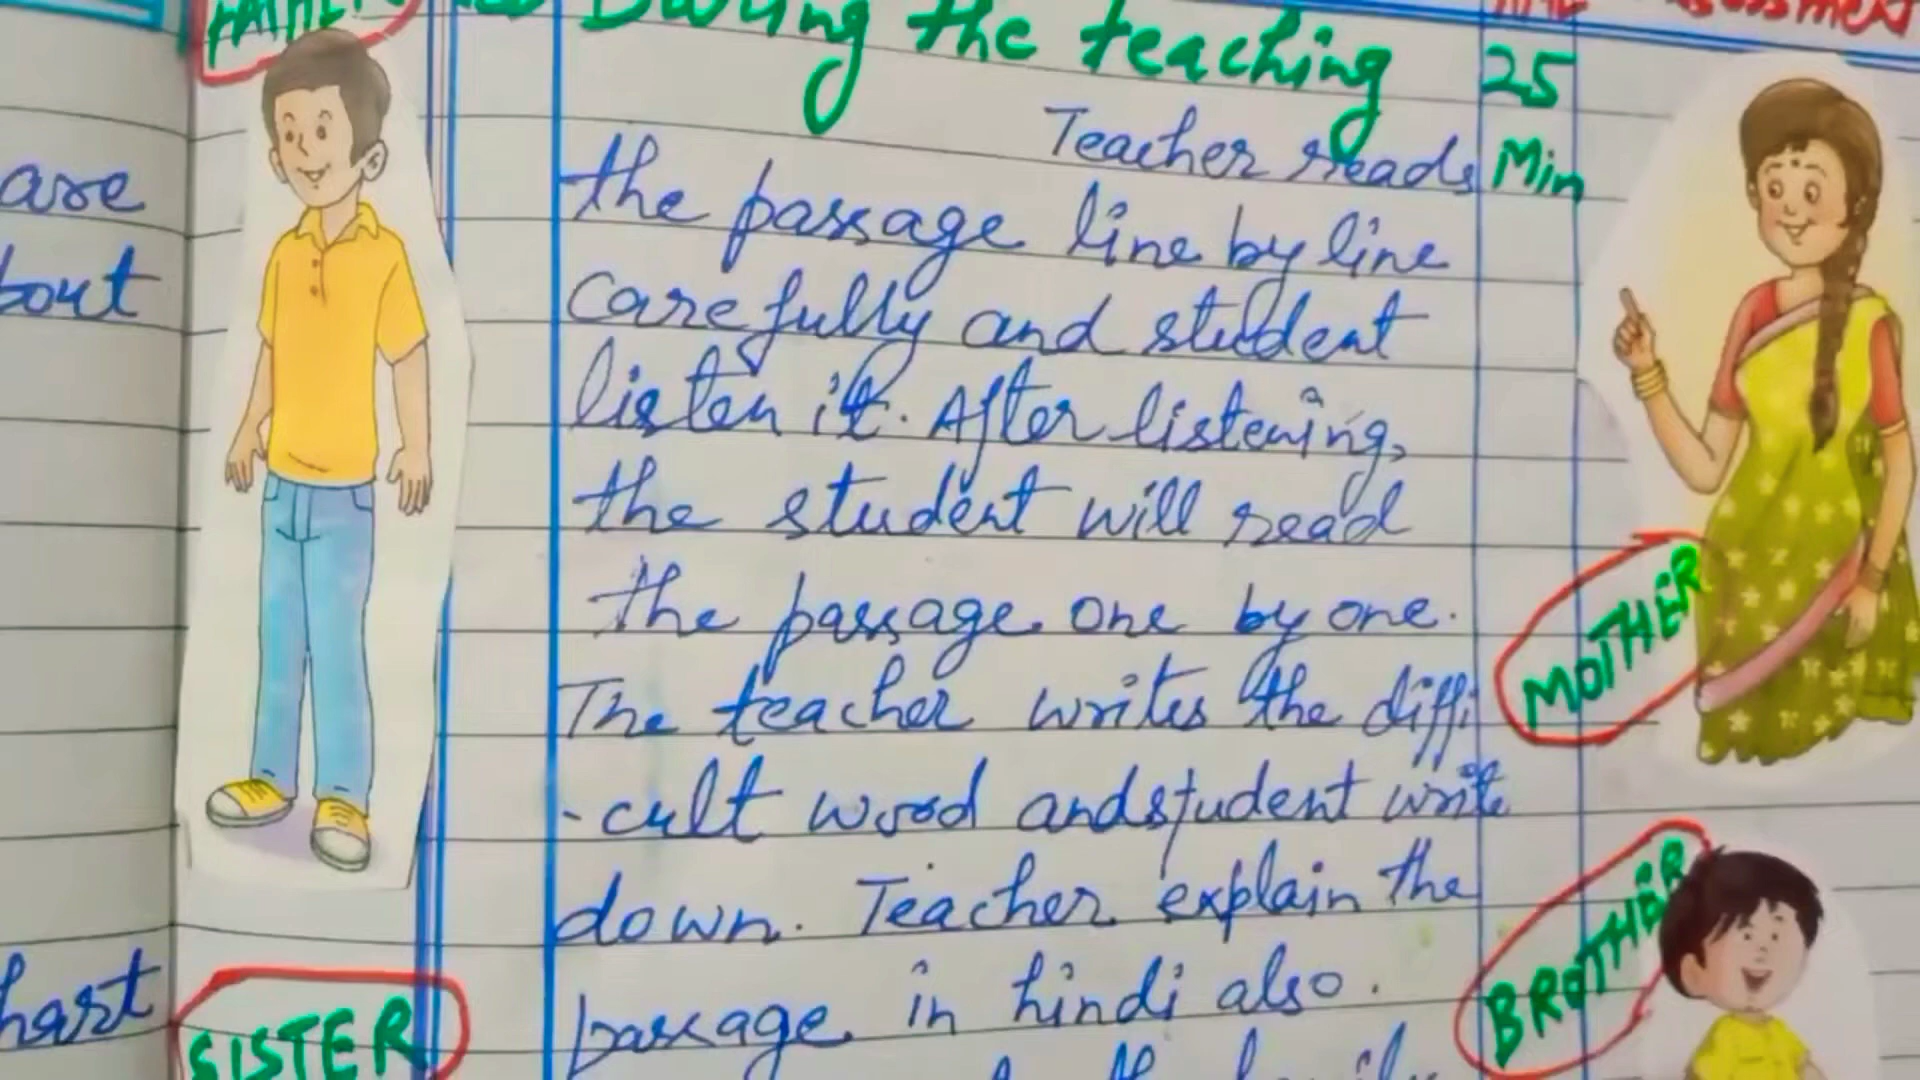 FATHER
During the teaching
25
Min
Assessment
Teacher reads
the passage line by line
carefully and student
listen it. After listening,
the student will read
the passage one by one.
The teacher writes the diffi
-cult word and student write
down. Teacher explain the
passage in hindi also.
are
bout
hart
SISTER
MOTHER
BROTHER